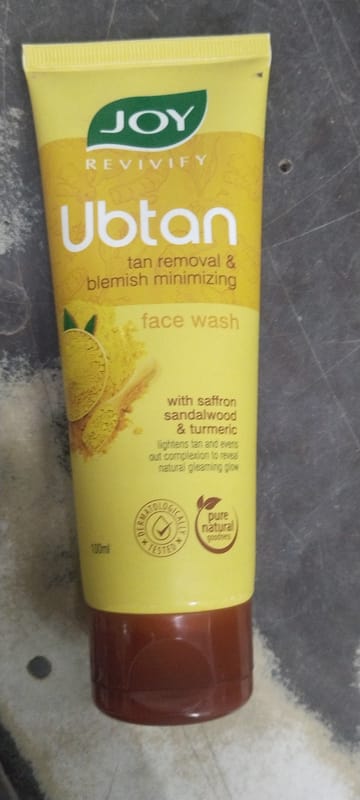 JOY
REVIVIFY
Ubtan
tan removal &
blemish minimizing
face wash
with saffron
sandalwood
& turmeric
lightens tan and evens
out complexion to reveal
natural gleaming glow
DERMATOLOGICALLY
TESTED
pure
natural
goodness
100ml